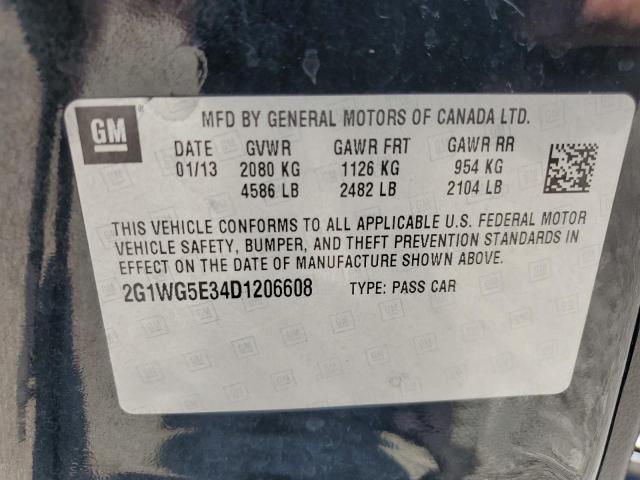 GM
MFD BY GENERAL MOTORS OF CANADA LTD.
DATE GVWR GAWR FRT GAWR RR
01/13 2080 KG 1126 KG 954 KG
4586 LB 2482 LB 2104 LB
THIS VEHICLE CONFORMS TO ALL APPLICABLE U.S. FEDERAL MOTOR
VEHICLE SAFETY, BUMPER, AND THEFT PREVENTION STANDARDS IN
EFFECT ON THE DATE OF MANUFACTURE SHOWN ABOVE.
2G1WG5E34D1206608 TYPE: PASS CAR